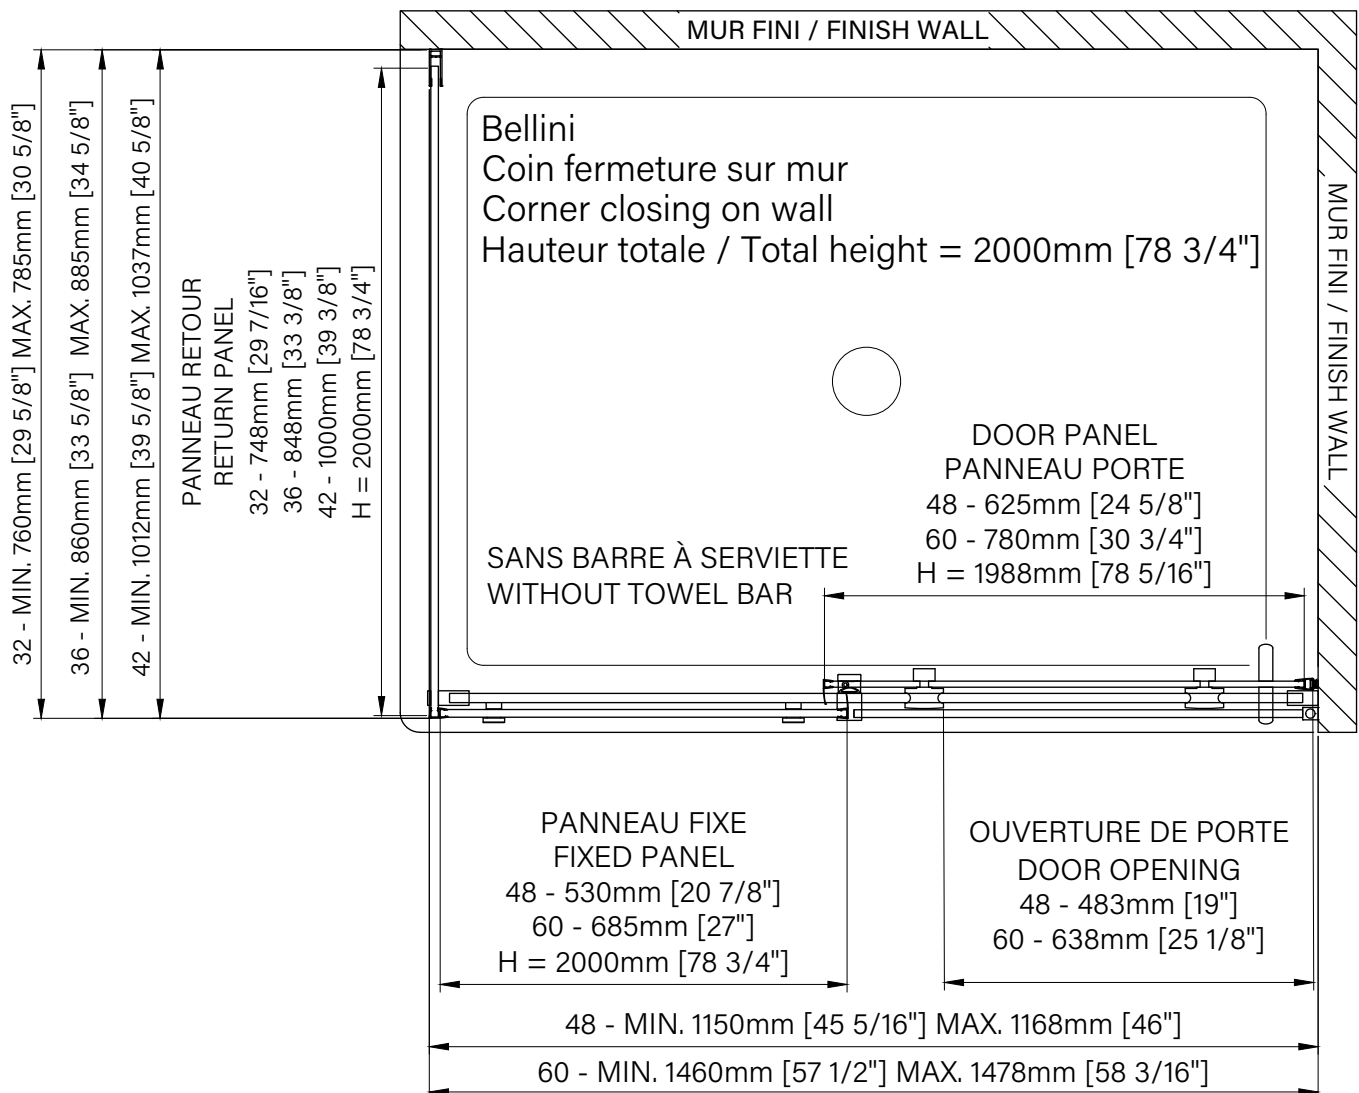 MUR FINI / FINISH WALL
Bellini
Coin fermeture sur mur
Corner closing on wall
Hauteur totale / Total height = 2000mm [78 3/4"]
MUR FINI / FINISH WALL
32 - MIN. 760mm [29 5/8"] MAX. 785mm [30 5/8"]
36 - MIN. 860mm [33 5/8"] MAX. 885mm [34 5/8"]
42 - MIN. 1012mm [39 5/8"] MAX. 1037mm [40 5/8"]
PANNEAU RETOUR
RETURN PANEL
32 - 748mm [29 7/16"]
36 - 848mm [33 3/8"]
42 - 1000mm [39 3/8"]
H = 2000mm [78 3/4"]
DOOR PANEL
PANNEAU PORTE
48 - 625mm [24 5/8"]
60 - 780mm [30 3/4"]
H = 1988mm [78 5/16"]
SANS BARRE À SERVIETTE
WITHOUT TOWEL BAR
PANNEAU FIXE
FIXED PANEL
48 - 530mm [20 7/8"]
60 - 685mm [27"]
H = 2000mm [78 3/4"]
OUVERTURE DE PORTE
DOOR OPENING
48 - 483mm [19"]
60 - 638mm [25 1/8"]
48 - MIN. 1150mm [45 5/16"] MAX. 1168mm [46"]
60 - MIN. 1460mm [57 1/2"] MAX. 1478mm [58 3/16"]